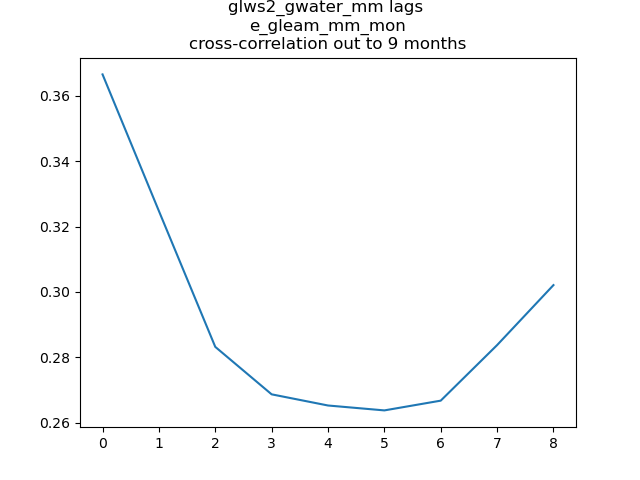 glws2_gwater_mm lags
e_gleam_mm_mon
cross-correlation out to 9 months
0.36
0.34
0.32
0.30
0.28
0.26
0 1 2 3 4 5 6 7 8